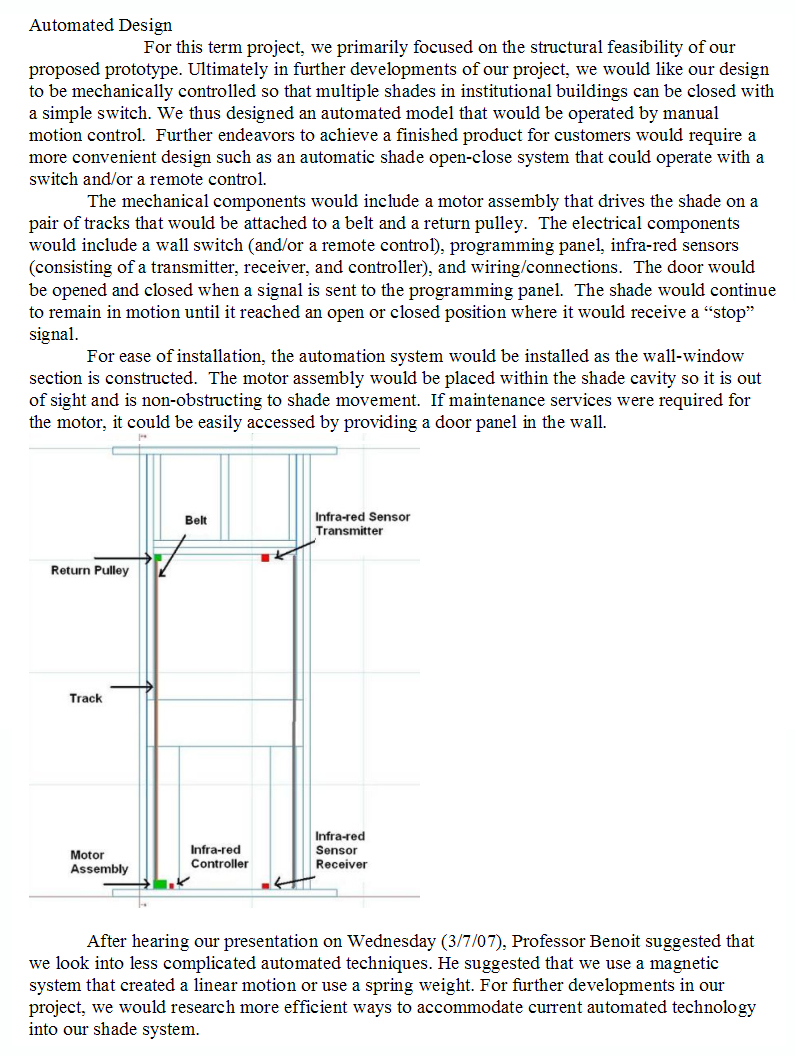 Automated Design
For this term project, we primarily focused on the structural feasibility of our
proposed prototype. Ultimately in further developments of our project, we would like our design
to be mechanically controlled so that multiple shades in institutional buildings can be closed with
a simple switch. We thus designed an automated model that would be operated by manual
motion control.  Further endeavors to achieve a finished product for customers would require a
more convenient design such as an automatic shade open-close system that could operate with a
switch and/or a remote control.
The mechanical components would include a motor assembly that drives the shade on a
pair of tracks that would be attached to a belt and a return pulley.  The electrical components
would include a wall switch (and/or a remote control), programming panel, infra-red sensors
(consisting of a transmitter, receiver, and controller), and wiring/connections.  The door would
be opened and closed when a signal is sent to the programming panel.  The shade would continue
to remain in motion until it reached an open or closed position where it would receive a “stop”
signal.
For ease of installation, the automation system would be installed as the wall-window
section is constructed.  The motor assembly would be placed within the shade cavity so it is out
of sight and is non-obstructing to shade movement.  If maintenance services were required for
the motor, it could be easily accessed by providing a door panel in the wall.
Belt
Infra-red Sensor
Transmitter
Return Pulley
Track
Motor
Assembly
Infra-red
Controller
Infra-red
Sensor
Receiver
After hearing our presentation on Wednesday (3/7/07), Professor Benoit suggested that
we look into less complicated automated techniques. He suggested that we use a magnetic
system that created a linear motion or use a spring weight. For further developments in our
project, we would research more efficient ways to accommodate current automated technology
into our shade system.